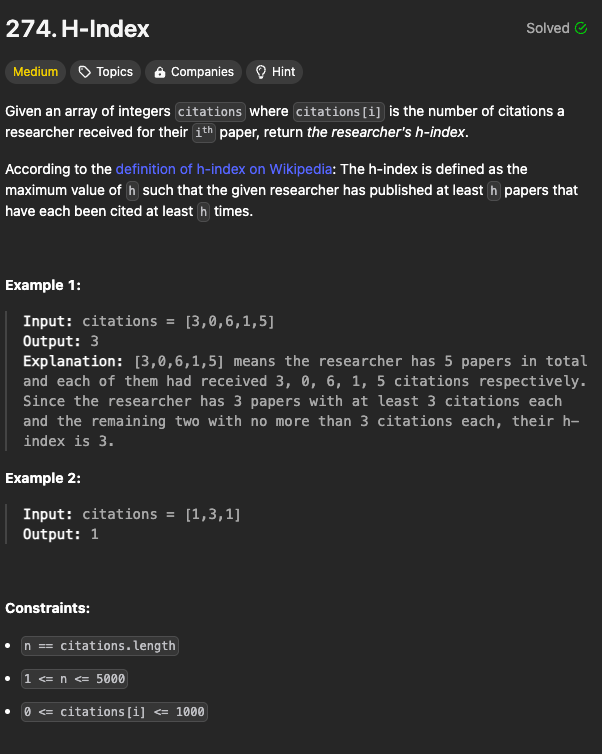 274. H-Index
Solved
Medium
Topics
Companies
Hint
Given an array of integers citations where citations[i] is the number of citations a
researcher received for their ith paper, return the researcher's h-index.
According to the definition of h-index on Wikipedia: The h-index is defined as the
maximum value of h such that the given researcher has published at least h papers that
have each been cited at least h times.
Example 1:
Input: citations = [3,0,6,1,5]
Output: 3
Explanation: [3,0,6,1,5] means the researcher has 5 papers in total
and each of them had received 3, 0, 6, 1, 5 citations respectively.
Since the researcher has 3 papers with at least 3 citations each
and the remaining two with no more than 3 citations each, their h-
index is 3.
Example 2:
Input: citations = [1,3,1]
Output: 1
Constraints:
• n == citations.length
• 1 <= n <= 5000
• 0 <= citations[i] <= 1000